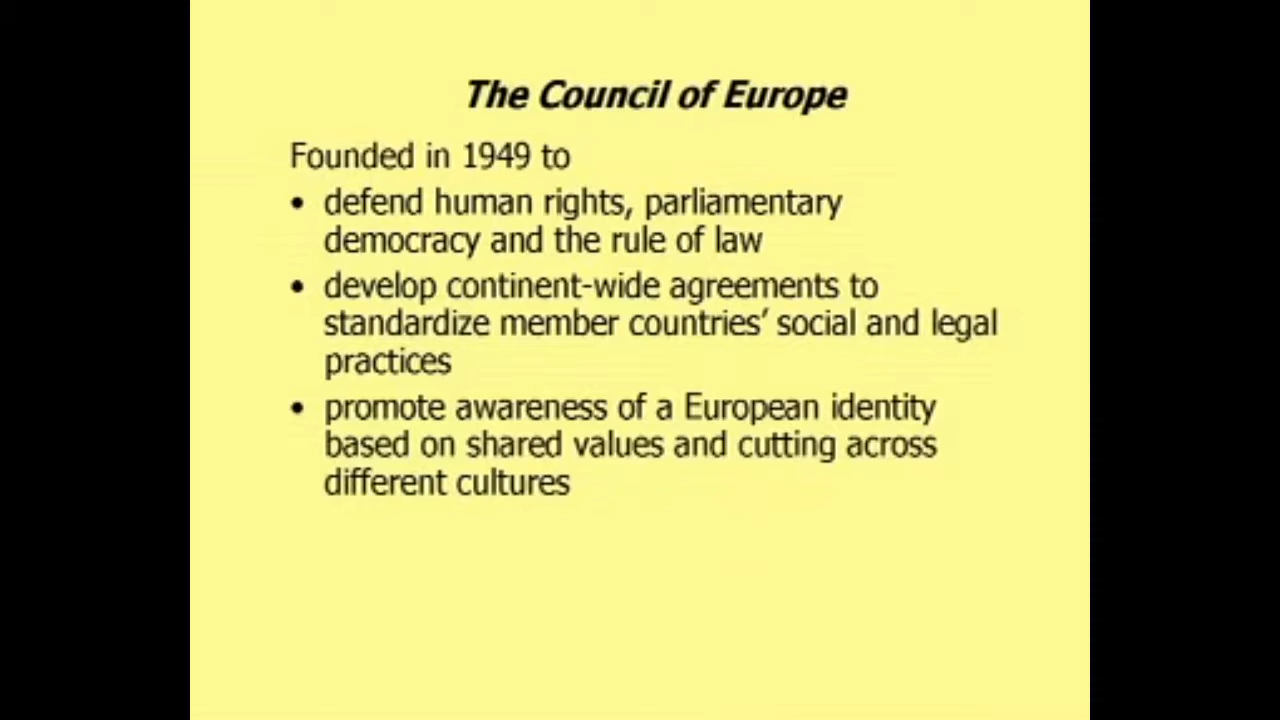 The Council of Europe
Founded in 1949 to
• defend human rights, parliamentary
democracy and the rule of law
• develop continent-wide agreements to
standardize member countries’ social and legal
practices
• promote awareness of a European identity
based on shared values and cutting across
different cultures